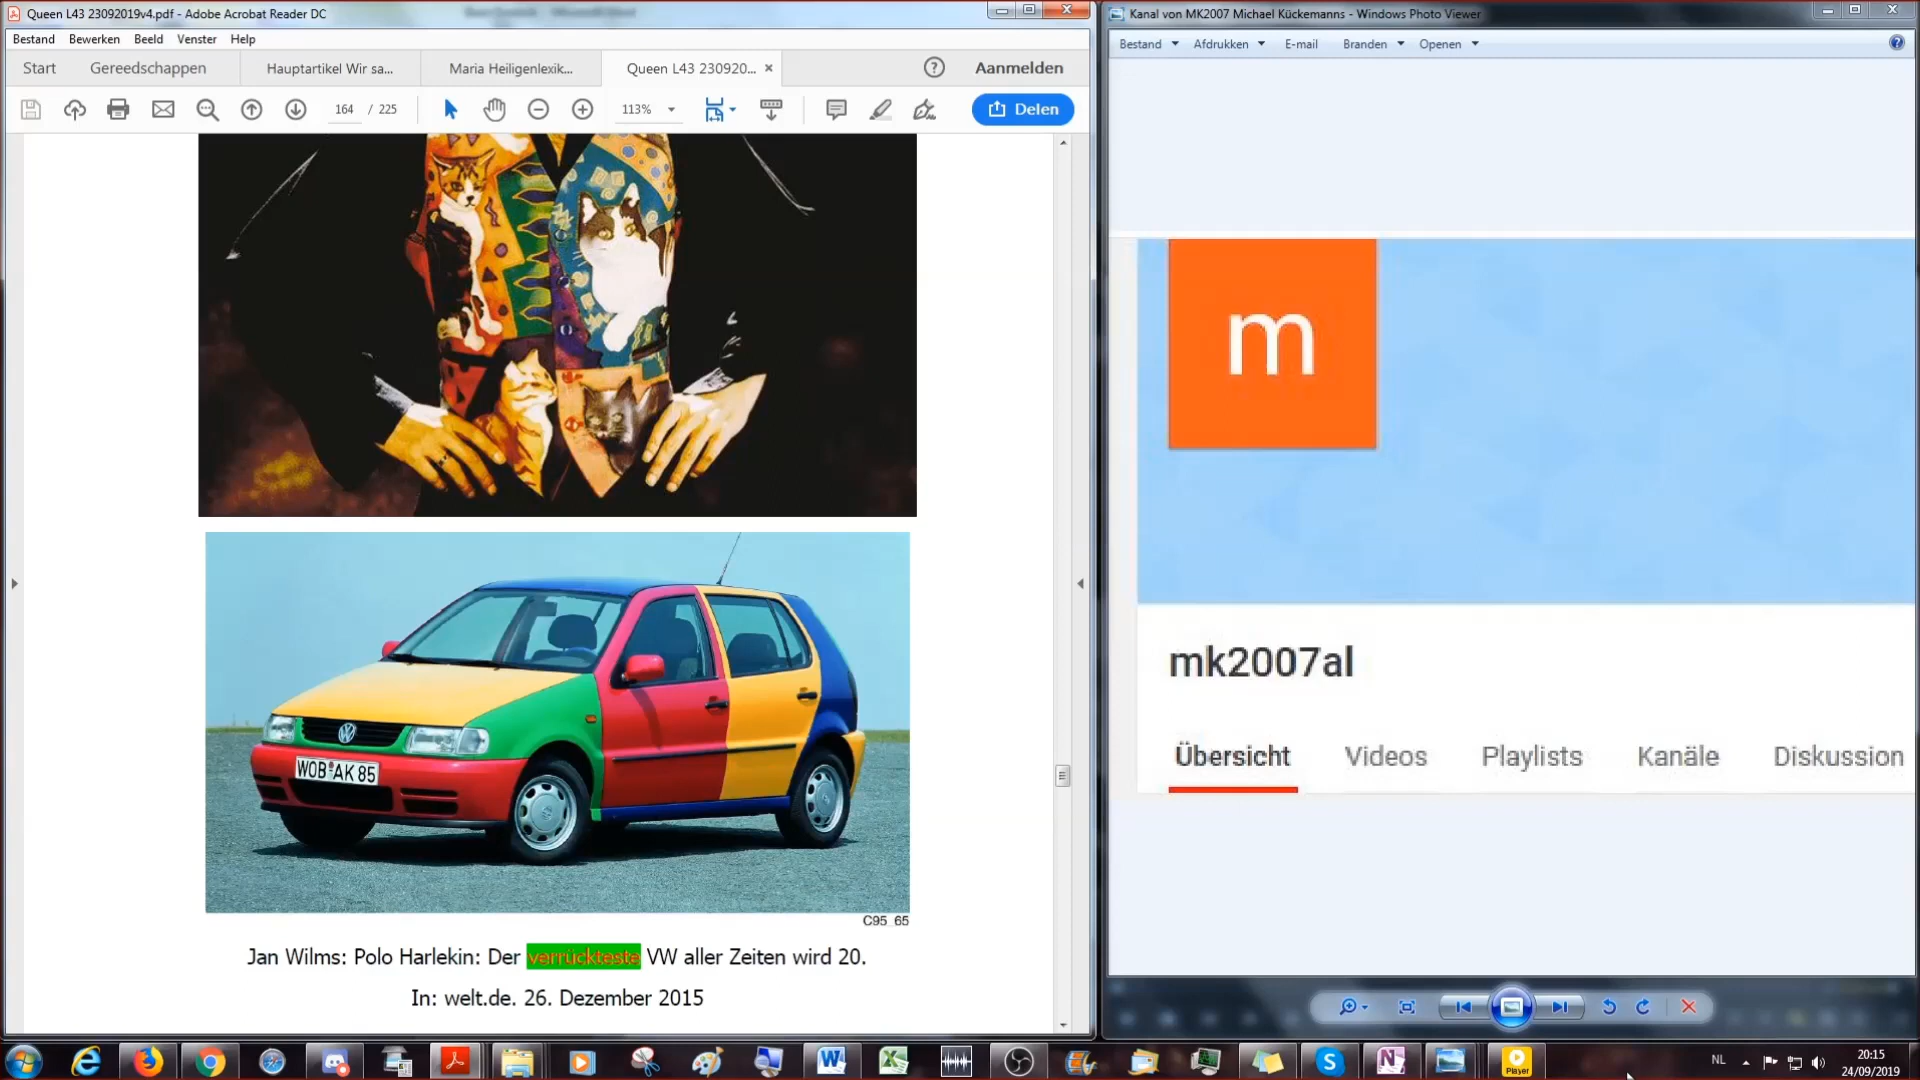 Queen L43 23092019v4.pdf - Adobe Acrobat Reader DC
Bestand Bewerken Beeld Venster Help
Start Gereedschappen Hauptartikel Wir sa... Maria Heiligenlexik... Queen L43 230920... × Aanmelden
164 / 225 113% Delen
WOB AK 85
C95_65
Jan Wilms: Polo Harlekin: Der verrückteste VW aller Zeiten wird 20.
In: welt.de. 26. Dezember 2015
Kanal von MK2007 Michael Kückemanns - Windows Photo Viewer
Bestand Afdrukken E-mail Branden Openen
m
mk2007al
Übersicht Videos Playlists Kanäle Diskussion
Player
NL
20:15
24/09/2019